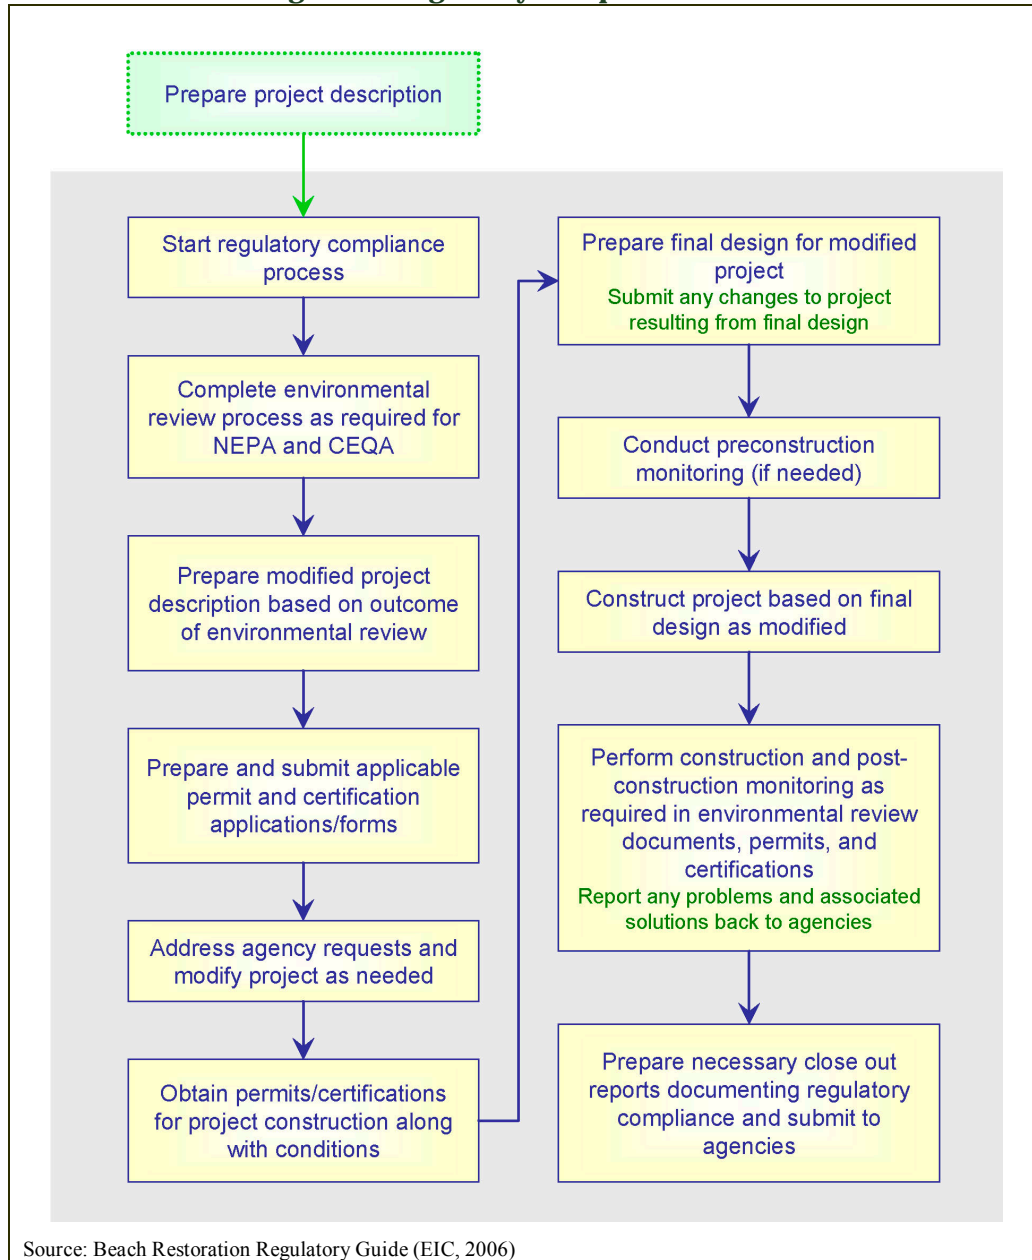 Prepare project description
Start regulatory compliance
process
Complete environmental
review process as required for
NEPA and CEQA
Prepare modified project
description based on outcome
of environmental review
Prepare and submit applicable
permit and certification
applications/forms
Address agency requests and
modify project as needed
Obtain permits/certifications
for project construction along
with conditions
Prepare final design for modified
project
Submit any changes to project
resulting from final design
Conduct preconstruction
monitoring (if needed)
Construct project based on final
design as modified
Perform construction and post-
construction monitoring as
required in environmental review
documents, permits, and
certifications
Report any problems and associated
solutions back to agencies
Prepare necessary close out
reports documenting regulatory
compliance and submit to
agencies
Source: Beach Restoration Regulatory Guide (EIC, 2006)